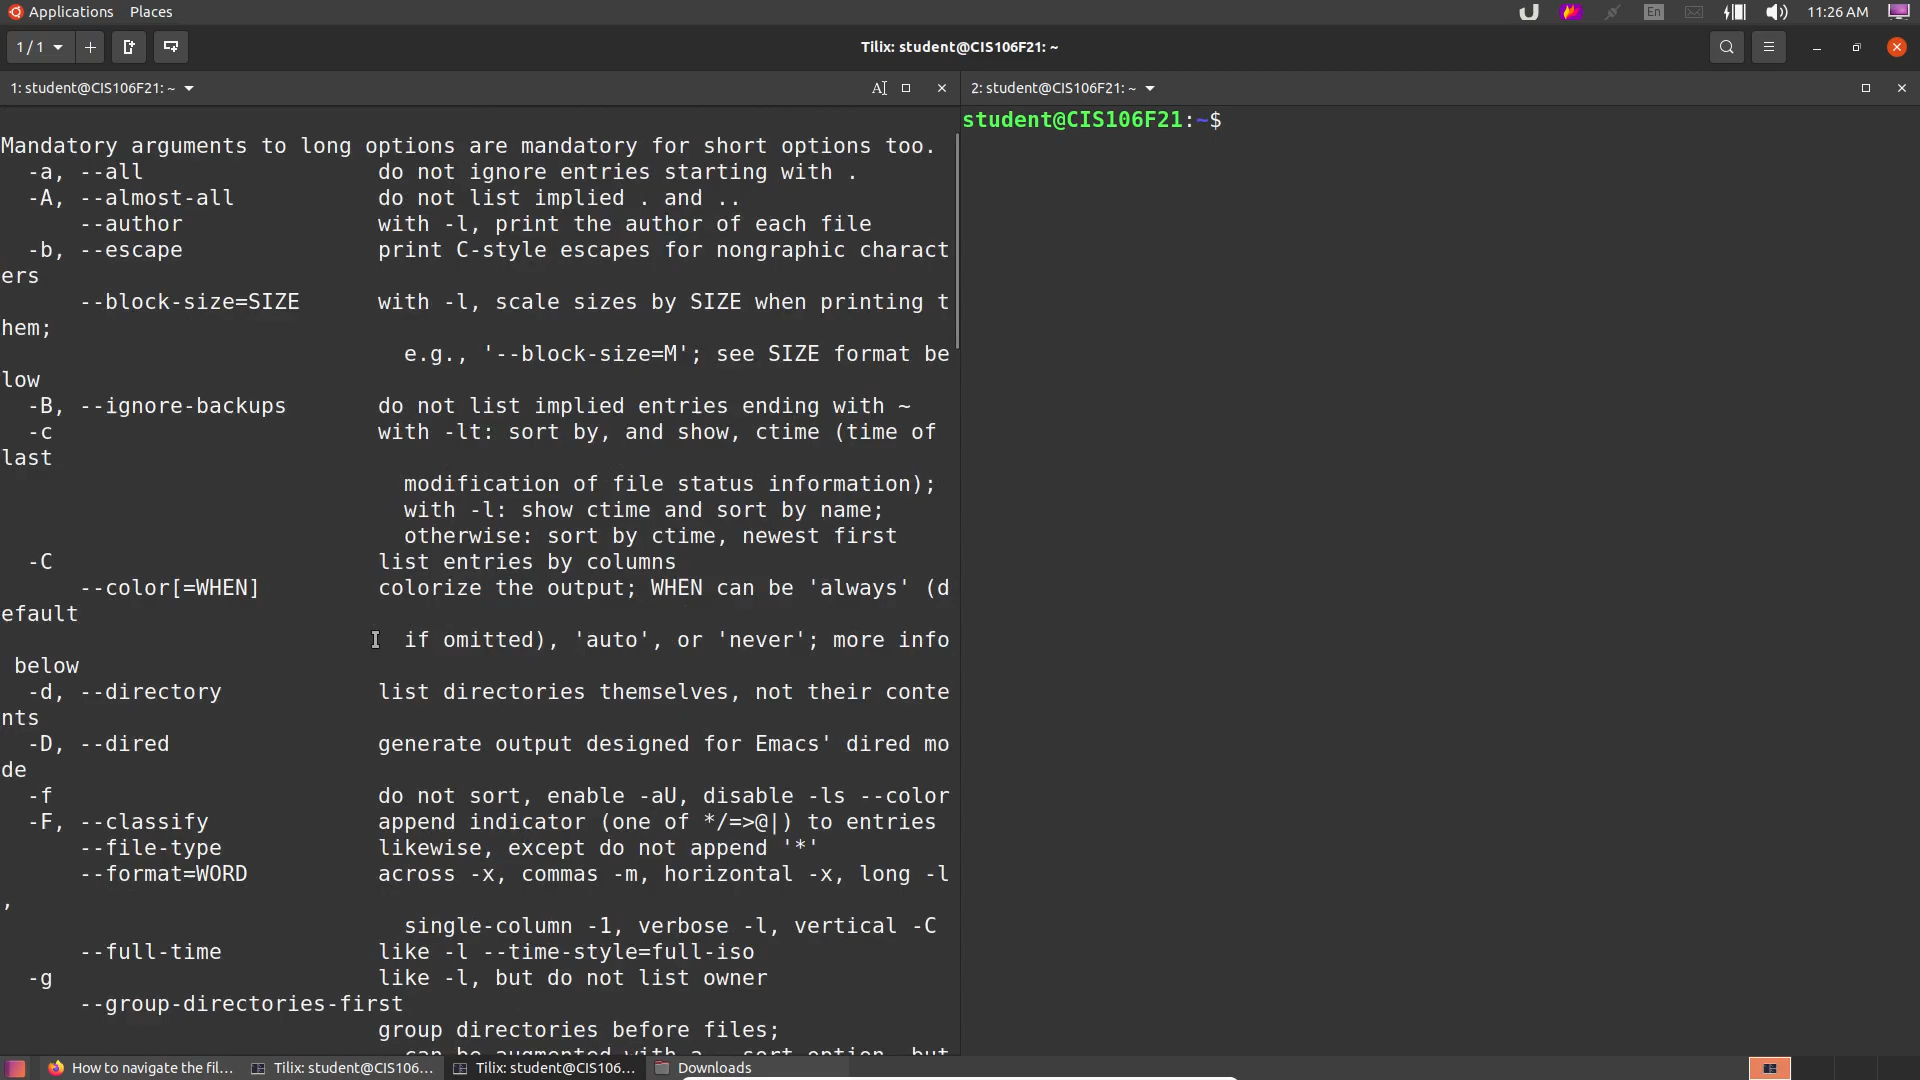 Applications Places En 11:26 AM
1 / 1 Tilix: student@CIS106F21: ~
1: student@CIS106F21: ~
Mandatory arguments to long options are mandatory for short options too.
  -a, --all                  do not ignore entries starting with .
  -A, --almost-all           do not list implied . and ..
      --author               with -l, print the author of each file
  -b, --escape               print C-style escapes for nongraphic charact
ers
      --block-size=SIZE      with -l, scale sizes by SIZE when printing t
hem;
                               e.g., '--block-size=M'; see SIZE format be
low
  -B, --ignore-backups       do not list implied entries ending with ~
  -c                         with -lt: sort by, and show, ctime (time of
last
                               modification of file status information);
                               with -l: show ctime and sort by name;
                               otherwise: sort by ctime, newest first
  -C                         list entries by columns
      --color[=WHEN]         colorize the output; WHEN can be 'always' (d
efault
                               if omitted), 'auto', or 'never'; more info
 below
  -d, --directory            list directories themselves, not their conte
nts
  -D, --dired                generate output designed for Emacs' dired mo
de
  -f                         do not sort, enable -aU, disable -ls --color
  -F, --classify             append indicator (one of */=>@|) to entries
      --file-type            likewise, except do not append '*'
      --format=WORD          across -x, commas -m, horizontal -x, long -l
,
                               single-column -1, verbose -l, vertical -C
      --full-time            like -l --time-style=full-iso
  -g                         like -l, but do not list owner
      --group-directories-first
                             group directories before files;
                               can be augmented with a --sort option, but
2: student@CIS106F21: ~
student@CIS106F21:~$
How to navigate the fil... Tilix: student@CIS106... Tilix: student@CIS106... Downloads